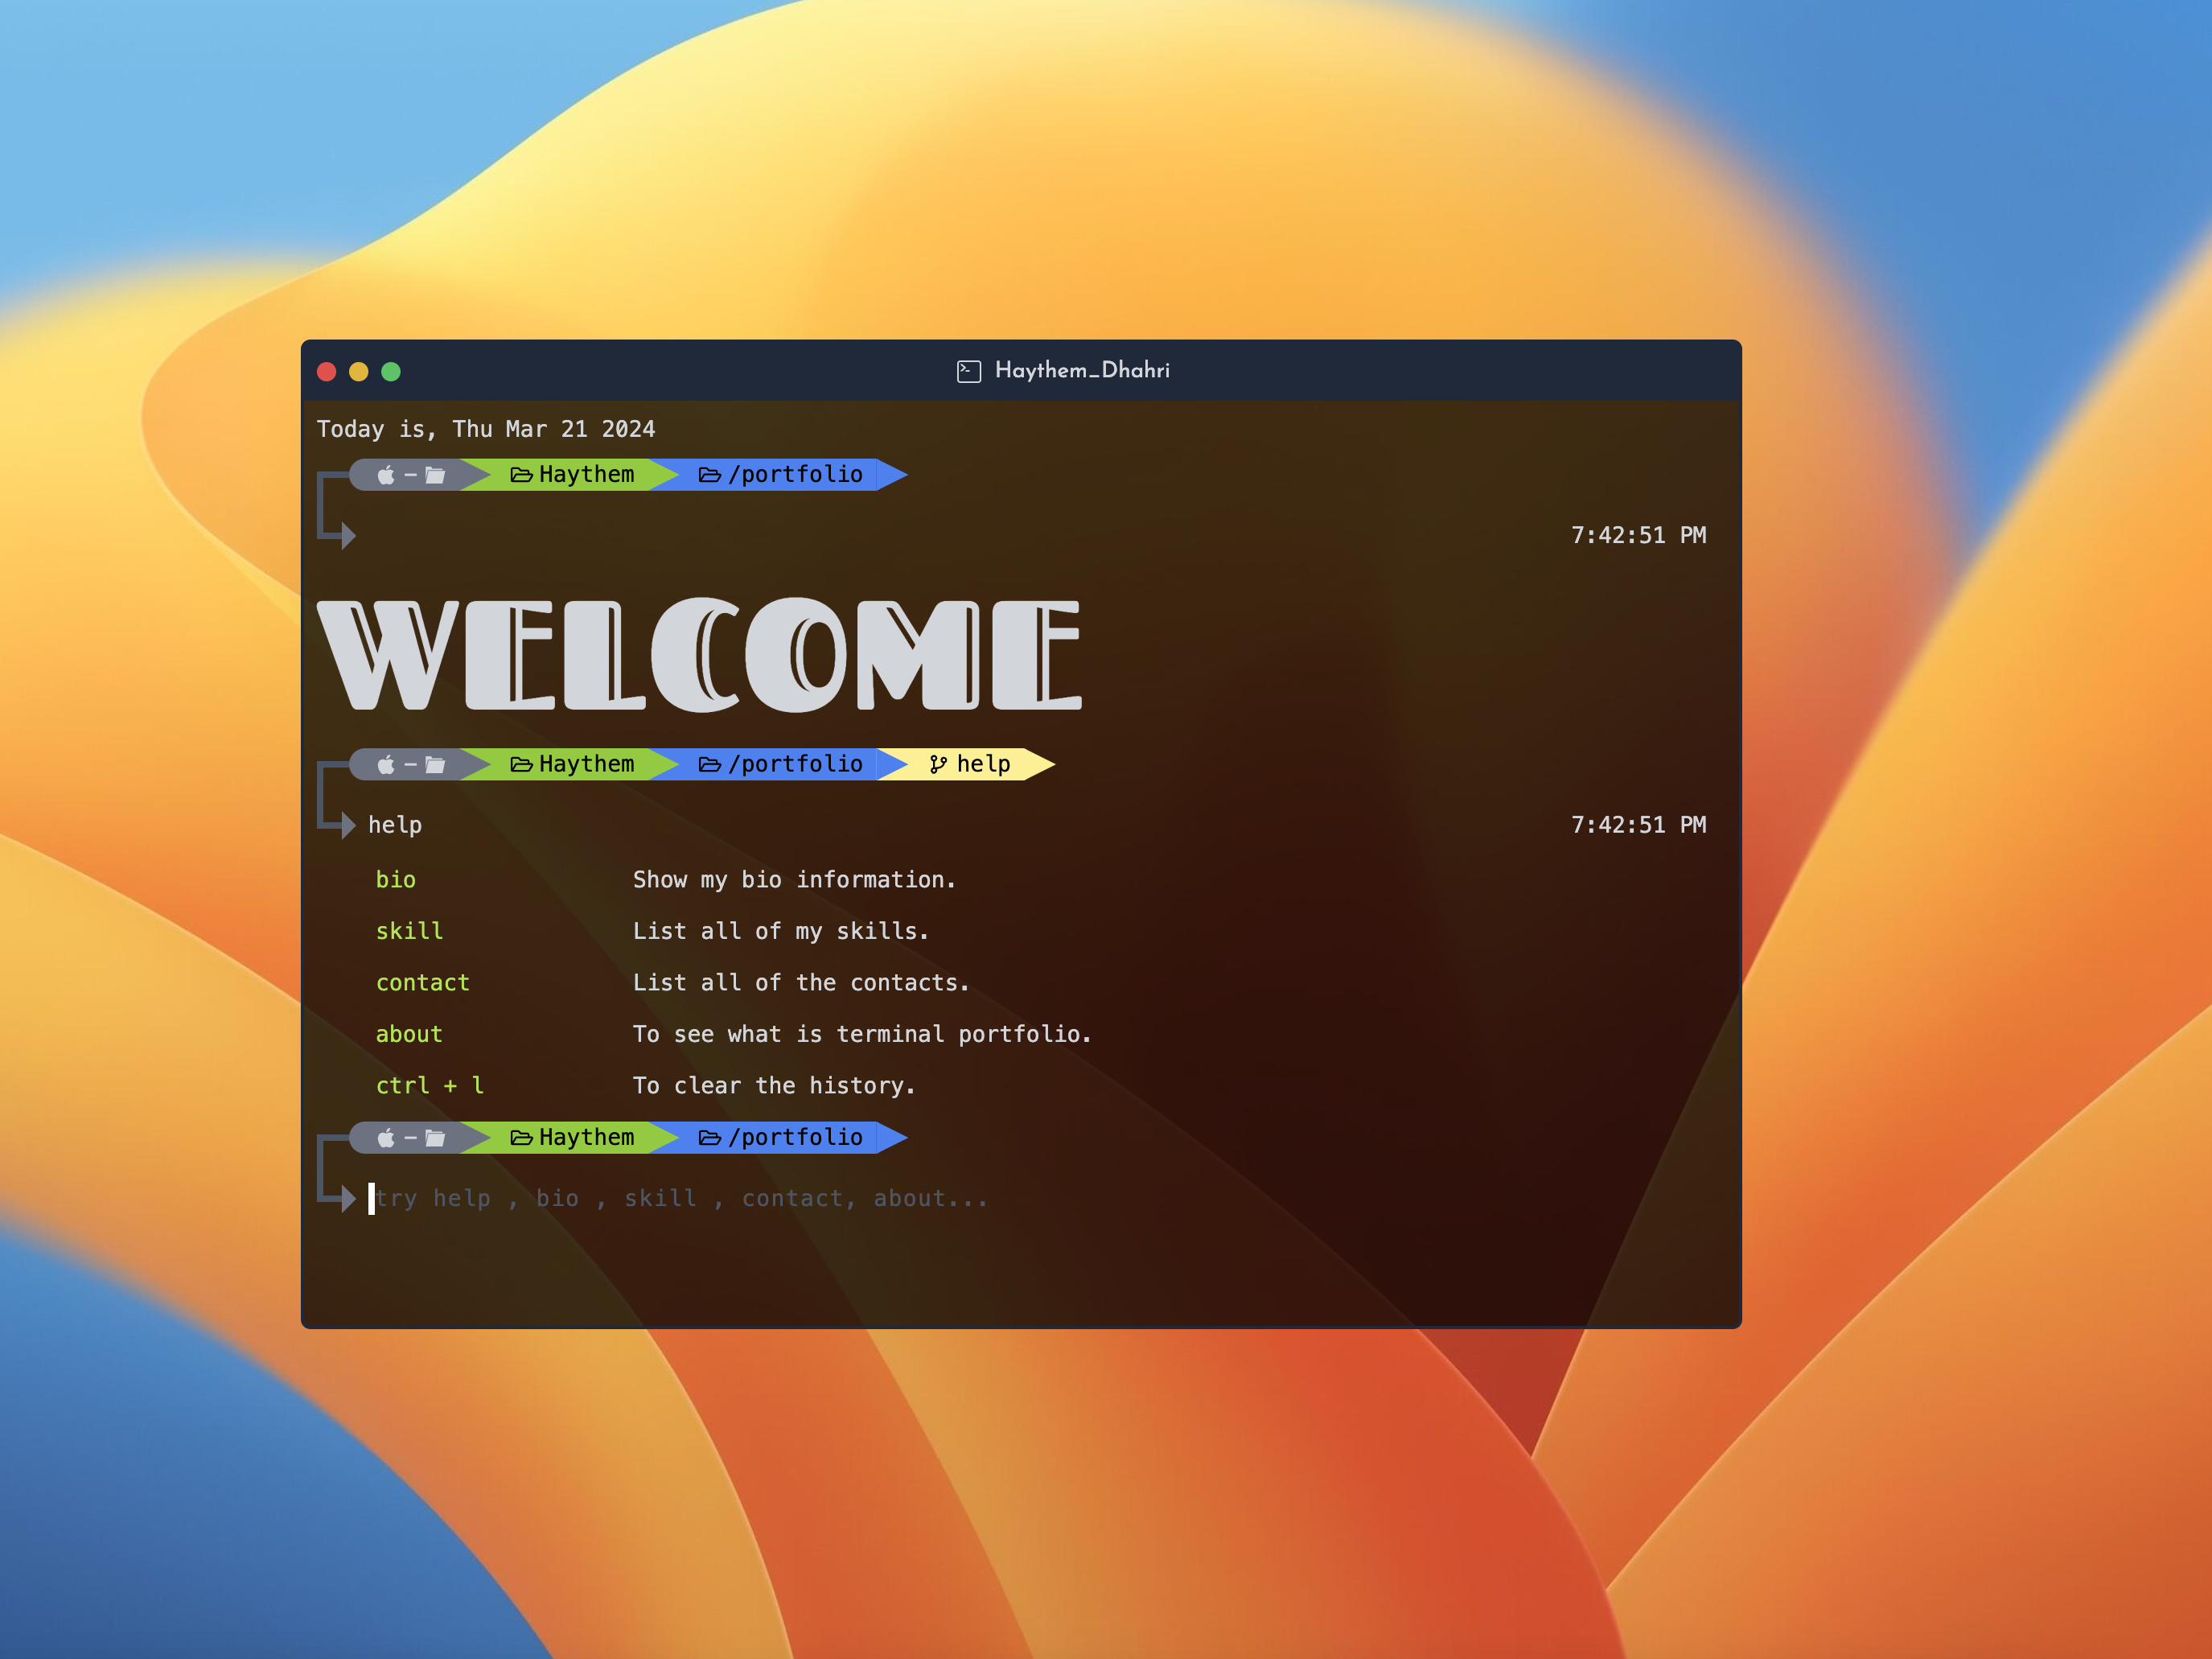 Haythem_Dhahri
Today is, Thu Mar 21 2024
Haythem /portfolio
7:42:51 PM
WELCOME
Haythem /portfolio help
help 7:42:51 PM
bio Show my bio information.
skill List all of my skills.
contact List all of the contacts.
about To see what is terminal portfolio.
ctrl + l To clear the history.
Haythem /portfolio
try help , bio , skill , contact, about...